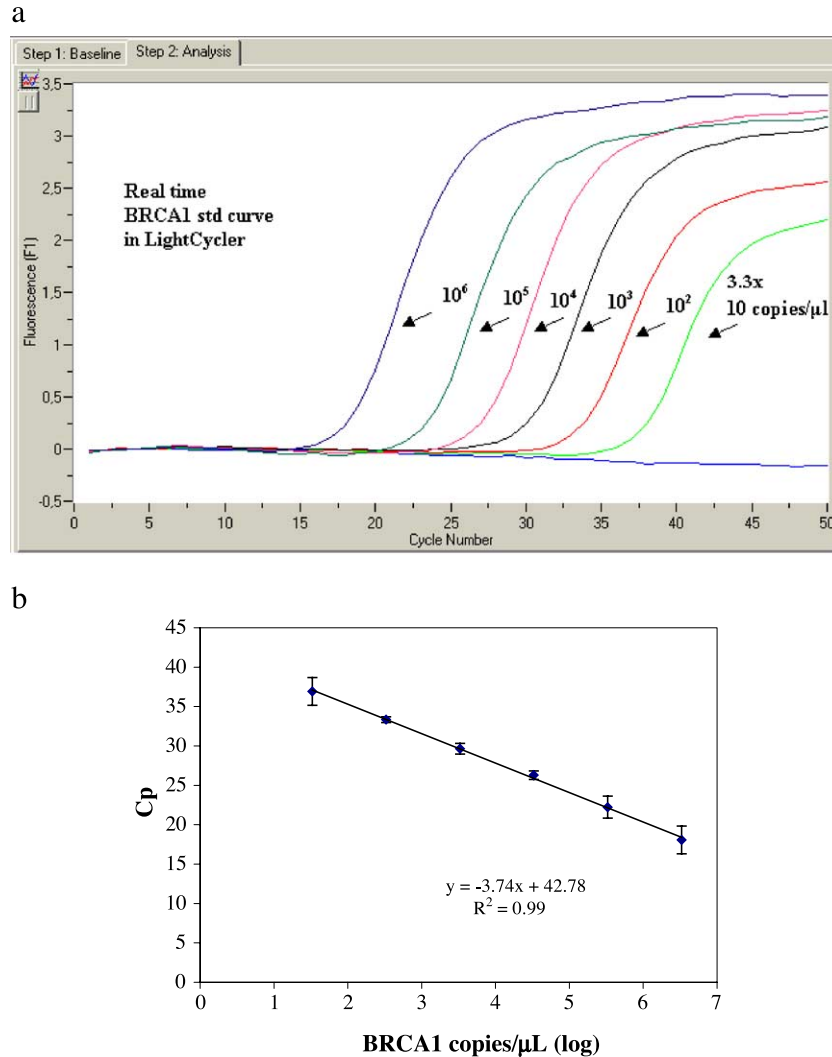 a
Step 1: Baseline Step 2: Analysis
3,5
3
2,5
2
1,5
1
0,5
0
-0,5
Fluorescence (F1)
Real time
BRCA1 std curve
in LightCycler
10⁶
10⁵
10⁴
10³
10²
3.3x
10 copies/µl
0 5 10 15 20 25 30 35 40 45 50
Cycle Number
b
45
40
35
30
25
20
15
10
5
0
Cp
y = -3.74x + 42.78
R² = 0.99
0 1 2 3 4 5 6 7
BRCA1 copies/µL (log)